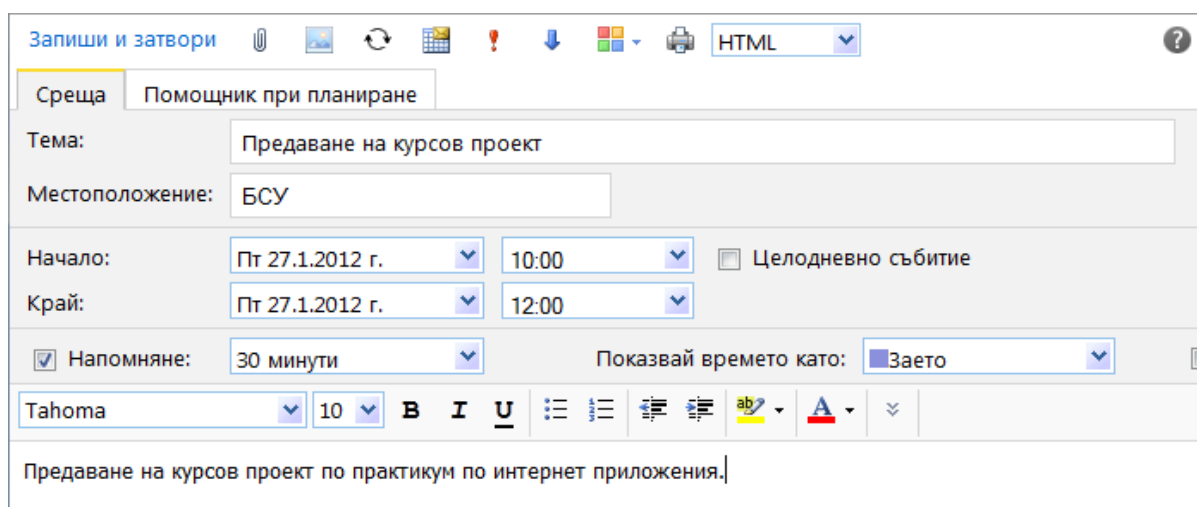 Запиши и затвори HTML
Среща Помощник при планиране
Тема: Предаване на курсов проект
Местоположение: БСУ
Начало: Пт 27.1.2012 г. 10:00 Целодневно събитие
Край: Пт 27.1.2012 г. 12:00
Напомняне: 30 минути Показвай времето като: Заето
Tahoma 10 B I U ab A
Предаване на курсов проект по практикум по интернет приложения.